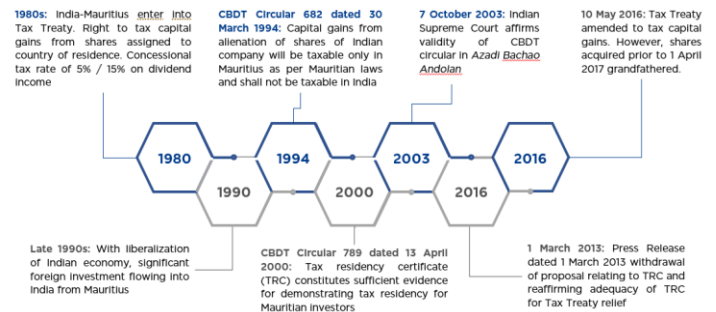 1980s: India-Mauritius enter into
Tax Treaty. Right to tax capital
gains from shares assigned to
country of residence. Concessional
tax rate of 5% / 15% on dividend
income
CBDT Circular 682 dated 30
March 1994: Capital gains from
alienation of shares of Indian
company will be taxable only in
Mauritius as per Mauritian laws
and shall not be taxable in India
7 October 2003: Indian
Supreme Court affirms
validity of CBDT
circular in Azadi Bachao
Andolan
10 May 2016: Tax Treaty
amended to tax capital
gains. However, shares
acquired prior to 1 April
2017 grandfathered.
1980
1994
2003
2016
1990
2000
2016
Late 1990s: With liberalization
of Indian economy, significant
foreign investment flowing into
India from Mauritius
CBDT Circular 789 dated 13 April
2000: Tax residency certificate
(TRC) constitutes sufficient evidence
for demonstrating tax residency for
Mauritian investors
1 March 2013: Press Release
dated 1 March 2013 withdrawal
of proposal relating to TRC and
reaffirming adequacy of TRC
for Tax Treaty relief